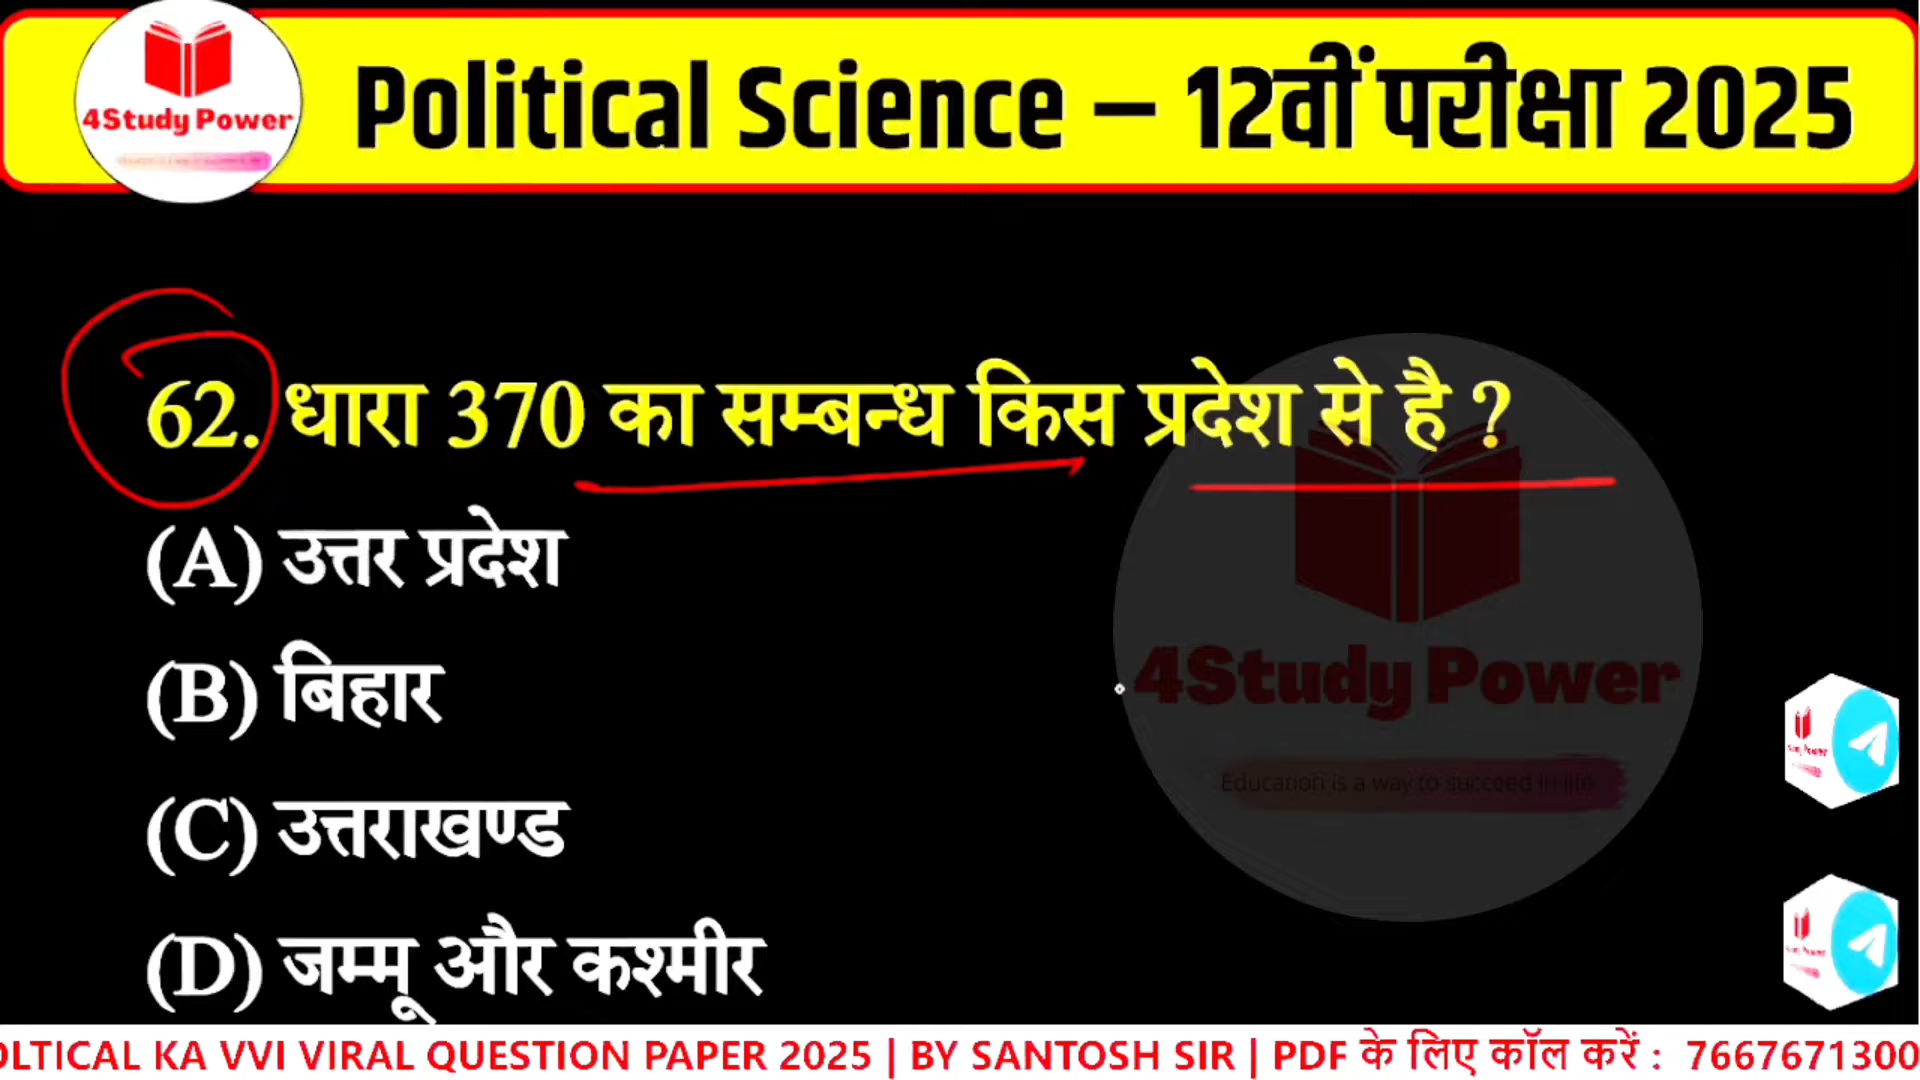 4Study Power
Political Science – 12वीं परीक्षा 2025
62. धारा 370 का सम्बन्ध किस प्रदेश से है ?
(A) उत्तर प्रदेश
(B) बिहार
(C) उत्तराखण्ड
(D) जम्मू और कश्मीर
4Study Power
Education is a way to succeed in life
OLTICAL KA VVI VIRAL QUESTION PAPER 2025 | BY SANTOSH SIR | PDF के लिए कॉल करें : 7667671300